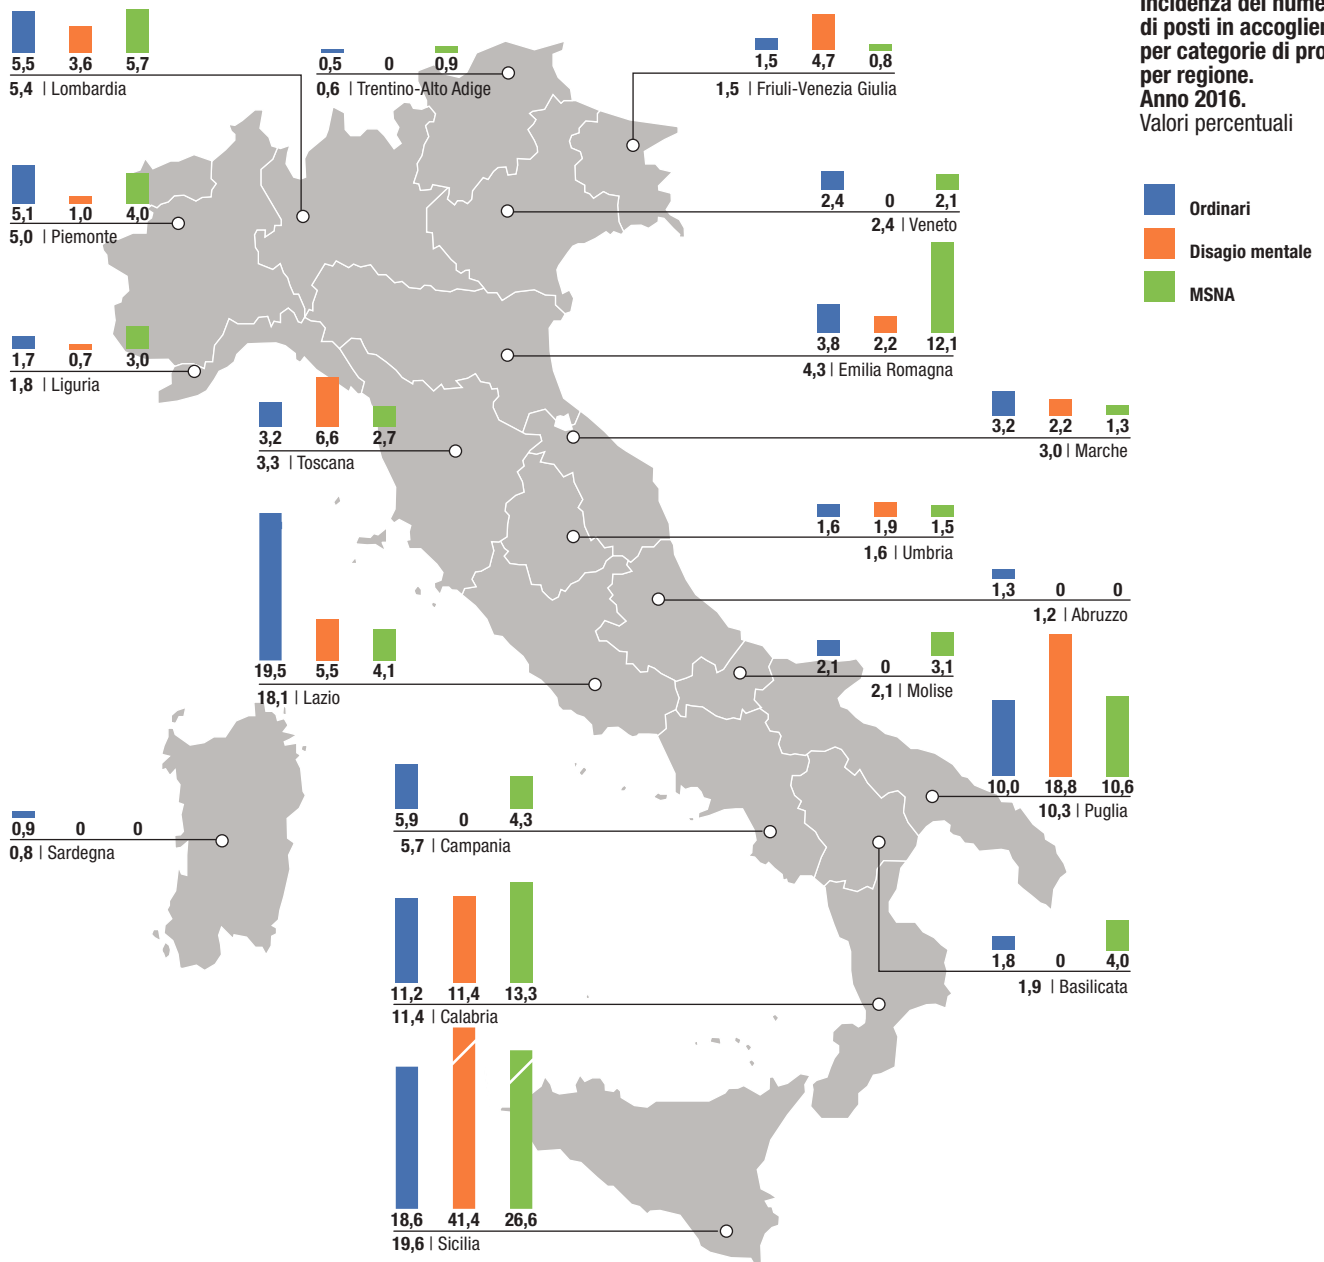 Incidenza del
di posti in
per categorie di
per regione.
Anno 2016.
Valori percentuali
Ordinari
Disagio mentale
MSNA
5,5 3,6 5,7
5,4 | Lombardia
0,5 0 0,9
0,6 | Trentino-Alto Adige
1,5 4,7 0,8
1,5 | Friuli-Venezia Giulia
5,1 1,0 4,0
5,0 | Piemonte
2,4 0 2,1
2,4 | Veneto
1,7 0,7 3,0
1,8 | Liguria
3,8 2,2 12,1
4,3 | Emilia Romagna
3,2 6,6 2,7
3,3 | Toscana
3,2 2,2 1,3
3,0 | Marche
1,6 1,9 1,5
1,6 | Umbria
1,3 0 0
1,2 | Abruzzo
19,5 5,5 4,1
18,1 | Lazio
2,1 0 3,1
2,1 | Molise
10,0 18,8 10,6
10,3 | Puglia
0,9 0 0
0,8 | Sardegna
5,9 0 4,3
5,7 | Campania
1,8 0 4,0
1,9 | Basilicata
11,2 11,4 13,3
11,4 | Calabria
18,6 41,4 26,6
19,6 | Sicilia